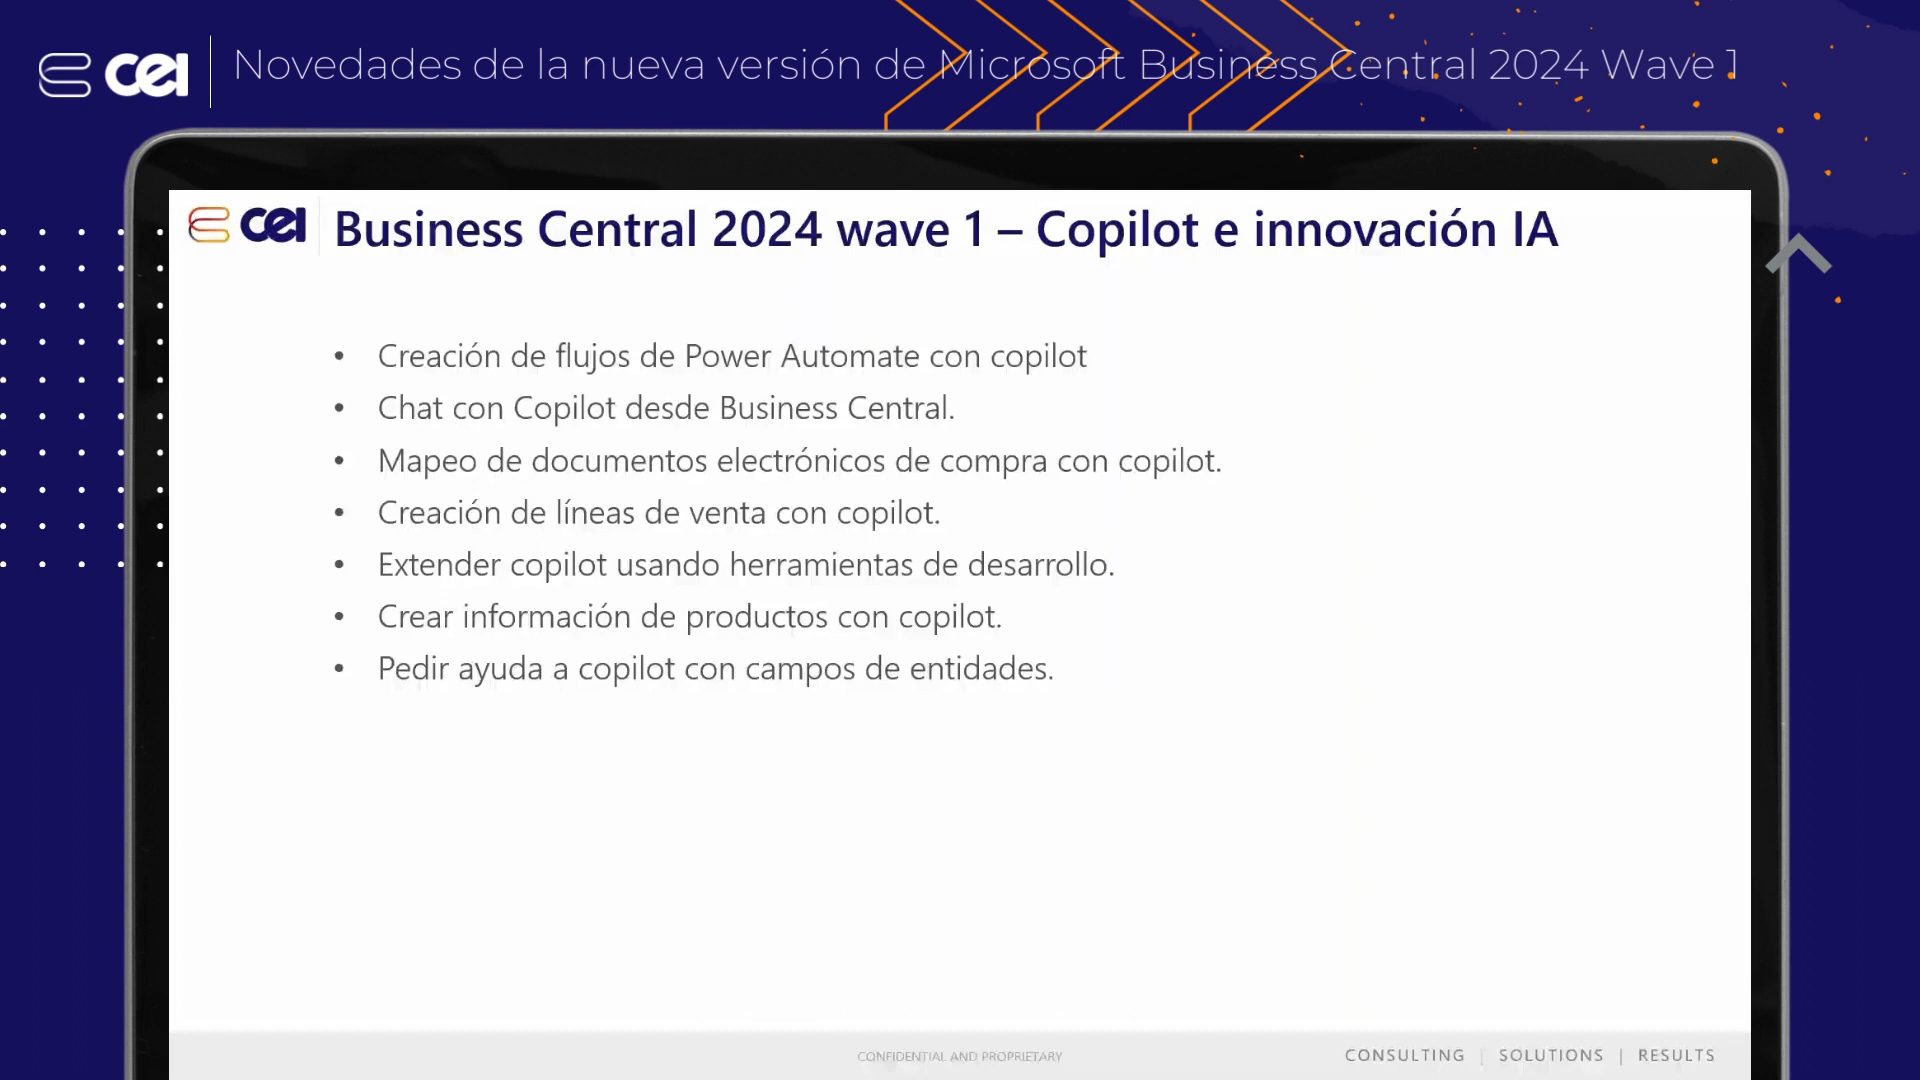 cei
Novedades de la nueva versión de Microsoft Business Central 2024 Wave 1
cei
Business Central 2024 wave 1 – Copilot e innovación IA
• Creación de flujos de Power Automate con copilot
• Chat con Copilot desde Business Central.
• Mapeo de documentos electrónicos de compra con copilot.
• Creación de líneas de venta con copilot.
• Extender copilot usando herramientas de desarrollo.
• Crear información de productos con copilot.
• Pedir ayuda a copilot con campos de entidades.
CONFIDENTIAL AND PROPRIETARY
CONSULTING | SOLUTIONS | RESULTS